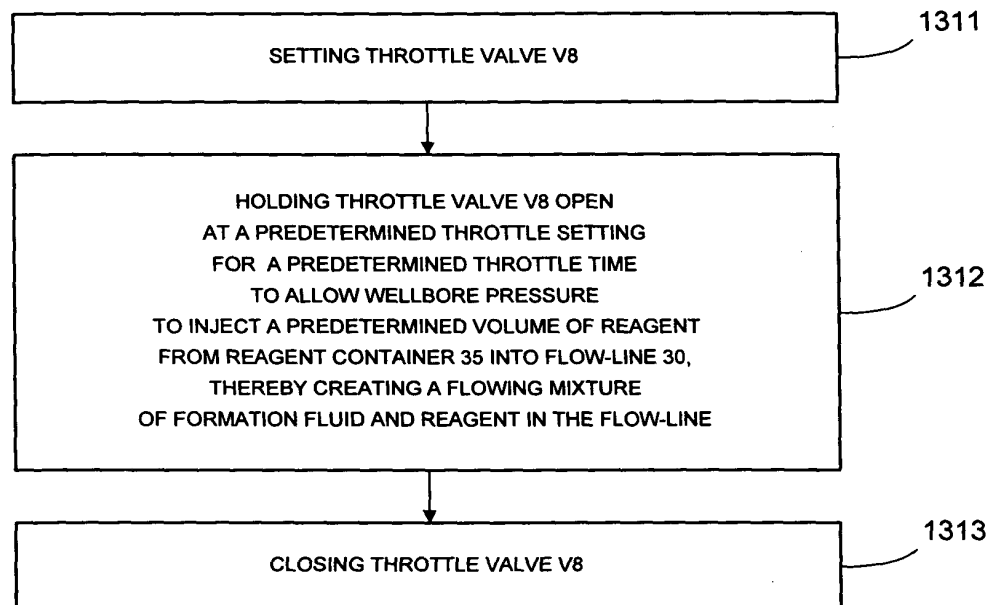 1311
SETTING THROTTLE VALVE V8
HOLDING THROTTLE VALVE V8 OPEN
AT A PREDETERMINED THROTTLE SETTING
FOR A PREDETERMINED THROTTLE TIME
TO ALLOW WELLBORE PRESSURE
TO INJECT A PREDETERMINED VOLUME OF REAGENT
FROM REAGENT CONTAINER 35 INTO FLOW-LINE 30,
THEREBY CREATING A FLOWING MIXTURE
OF FORMATION FLUID AND REAGENT IN THE FLOW-LINE
1312
1313
CLOSING THROTTLE VALVE V8